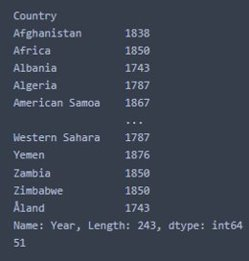 Country
Afghanistan 1838
Africa 1850
Albania 1743
Algeria 1787
American Samoa 1867
...
Western Sahara 1787
Yemen 1876
Zambia 1850
Zimbabwe 1850
Åland 1743
Name: Year, Length: 243, dtype: int64
51